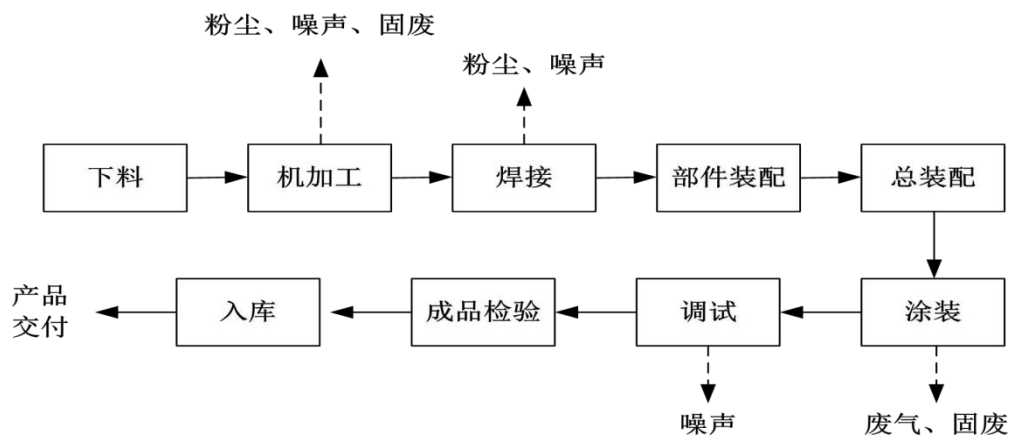 粉尘、噪声、固废
粉尘、噪声
下料
机加工
焊接
部件装配
总装配
产品
交付
入库
成品检验
调试
涂装
噪声
废气、固废